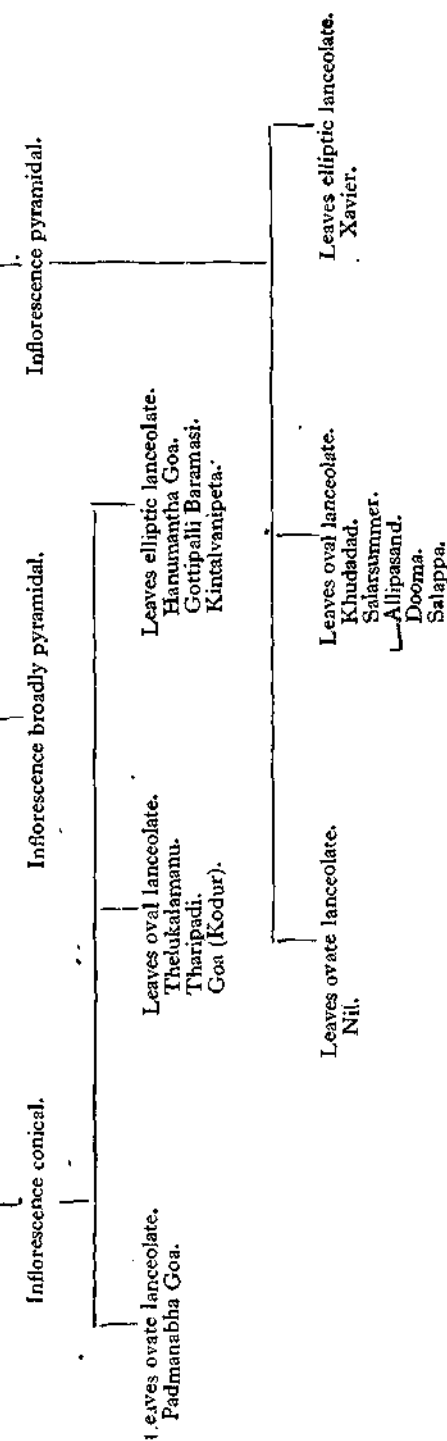 Inflorescence conical.
Inflorescence broadly pyramidal.
Inflorescence pyramidal.
Leaves ovate lanceolate.
Padmanabha Goa.
Leaves oval lanceolate.
Thelukalamanu.
Tharipadi.
Goa (Kodur).
Leaves elliptic lanceolate.
Hanumantha Goa.
Gottipalli Baramasi.
Kintalvanipeta.
Leaves ovate lanceolate.
Nil.
Leaves oval lanceolate.
Khudadad.
Salarsummer.
Allipasand.
Dooma.
Salappa.
Leaves elliptic lanceolate.
Xavier.